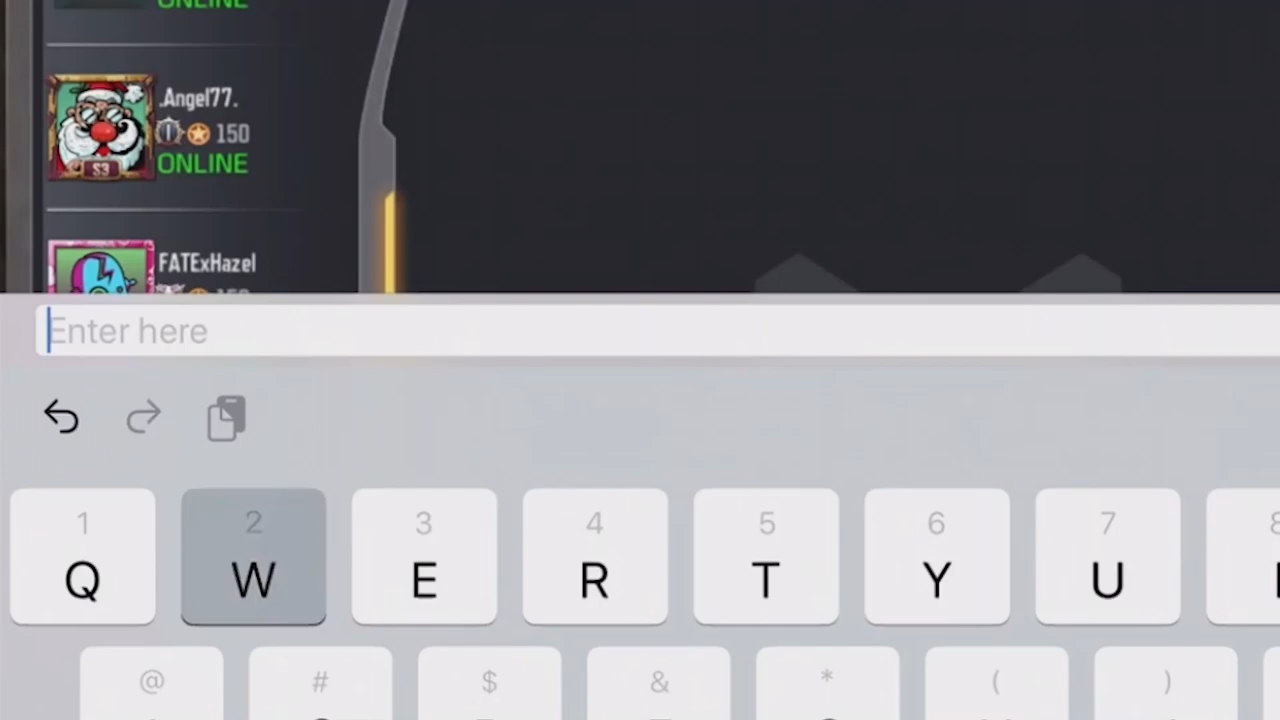 ONLINE
.Angel77.
150
S3
ONLINE
FATExHazel
Enter here
1 2 3 4 5 6 7
Q W E R T Y U
@ # $ & * ( )